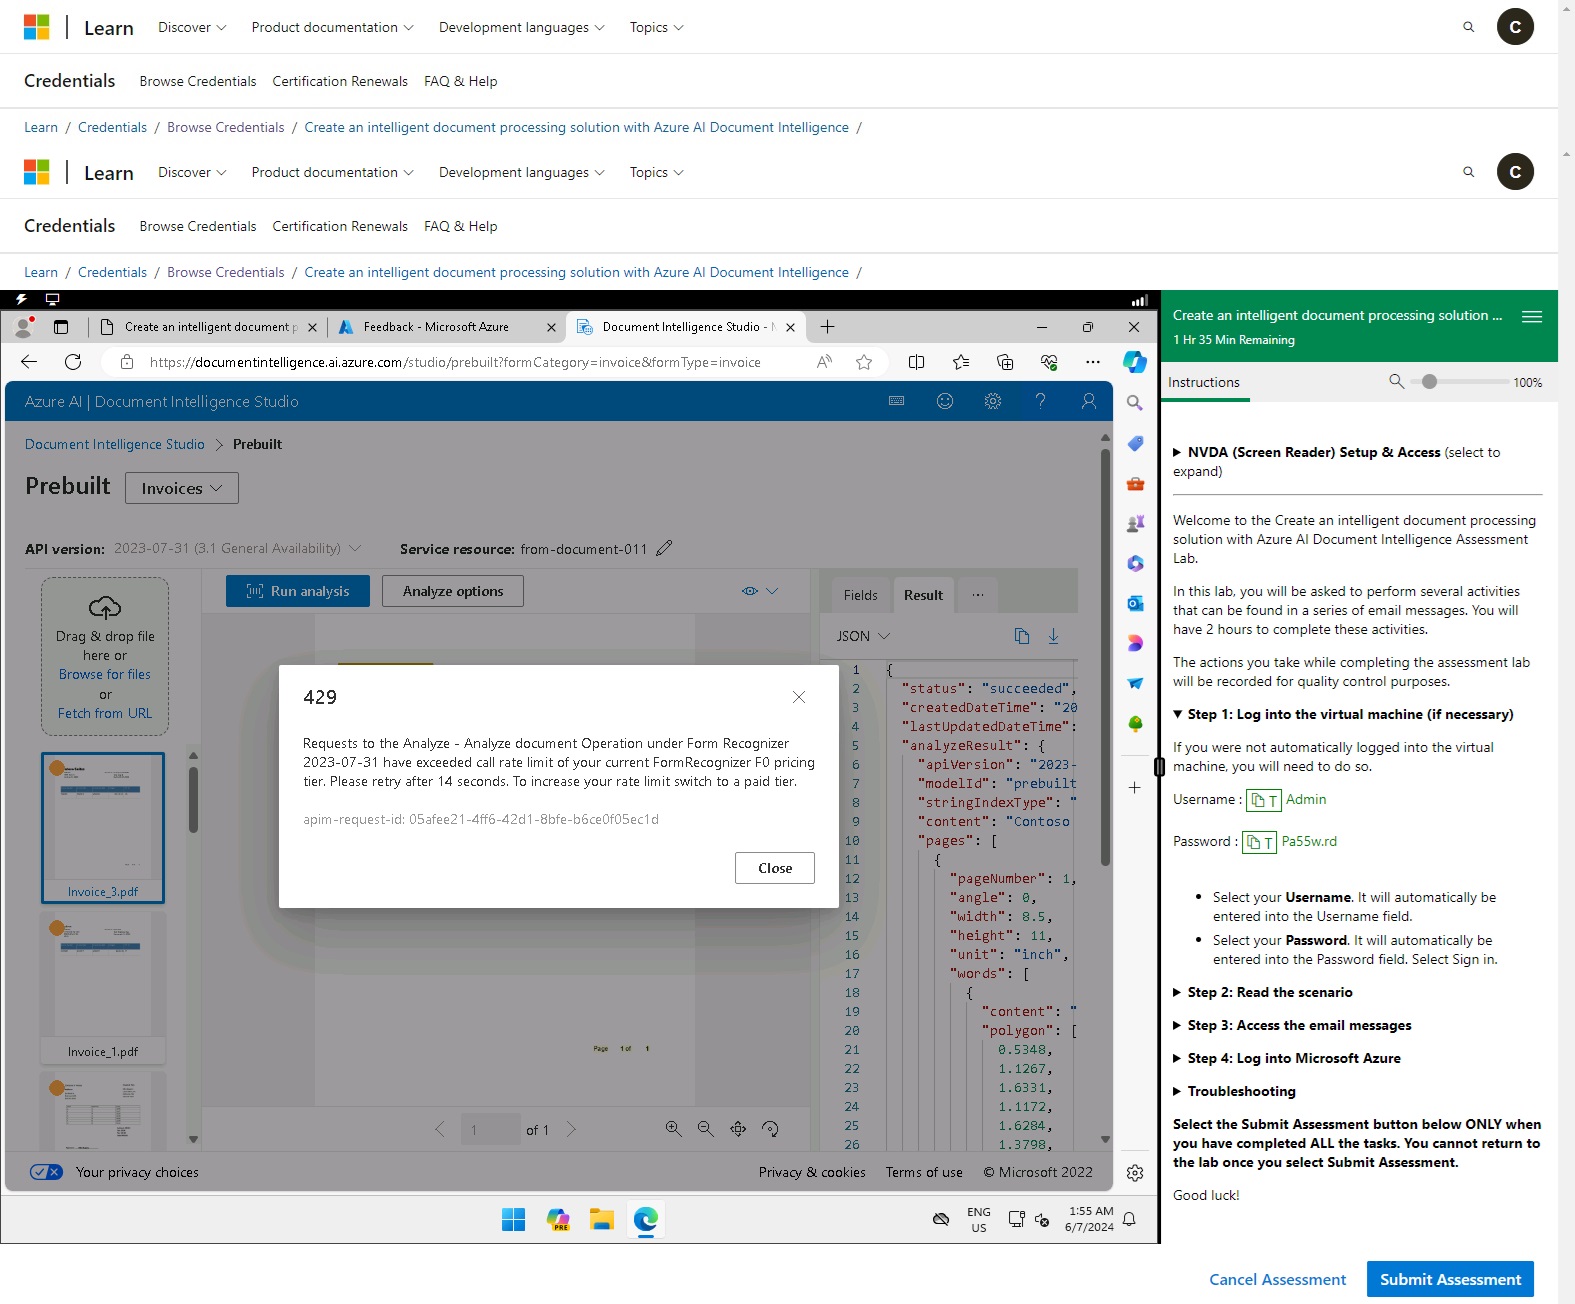 Learn Discover Product documentation Development languages Topics C
Credentials Browse Credentials Certification Renewals FAQ & Help
Learn / Credentials / Browse Credentials / Create an intelligent document processing solution with Azure AI Document Intelligence /
Learn Discover Product documentation Development languages Topics C
Credentials Browse Credentials Certification Renewals FAQ & Help
Learn / Credentials / Browse Credentials / Create an intelligent document processing solution with Azure AI Document Intelligence /
Create an intelligent document p Feedback - Microsoft Azure Document Intelligence Studio -
https://documentintelligence.ai.azure.com/studio/prebuilt?formCategory=invoice&formType=invoice
Azure AI | Document Intelligence Studio
Document Intelligence Studio > Prebuilt
Prebuilt Invoices
API version: 2023-07-31 (3.1 General Availability) Service resource: from-document-011
Drag & drop file
here or
Browse for files
or
Fetch from URL
Invoice_3.pdf
Invoice_1.pdf
Run analysis Analyze options
Page 1 of 1
1 of 1
Fields Result ...
JSON
1 {
2 "status": "succeeded",
3 "createdDateTime": "20
4 "lastUpdatedDateTime":
5 "analyzeResult": {
6 "apiVersion": "2023-
7 "modelId": "prebuilt
8 "stringIndexType": "
9 "content": "Contoso
10 "pages": [
11 {
12 "pageNumber": 1,
13 "angle": 0,
14 "width": 8.5,
15 "height": 11,
16 "unit": "inch",
17 "words": [
18 {
19 "content": "
20 "polygon": [
21 0.5348,
22 1.1267,
23 1.6331,
24 1.1172,
25 1.6284,
26 1.3798,
429
Requests to the Analyze - Analyze document Operation under Form Recognizer
2023-07-31 have exceeded call rate limit of your current FormRecognizer F0 pricing
tier. Please retry after 14 seconds. To increase your rate limit switch to a paid tier.
apim-request-id: 05afee21-4ff6-42d1-8bfe-b6ce0f05ec1d
Close
Your privacy choices Privacy & cookies Terms of use © Microsoft 2022
PRE
ENG
US
1:55 AM
6/7/2024
Create an intelligent document processing solution ...
1 Hr 35 Min Remaining
Instructions 100%
NVDA (Screen Reader) Setup & Access (select to
expand)
Welcome to the Create an intelligent document processing
solution with Azure AI Document Intelligence Assessment
Lab.
In this lab, you will be asked to perform several activities
that can be found in a series of email messages. You will
have 2 hours to complete these activities.
The actions you take while completing the assessment lab
will be recorded for quality control purposes.
Step 1: Log into the virtual machine (if necessary)
If you were not automatically logged into the virtual
machine, you will need to do so.
Username : T Admin
Password : T Pa55w.rd
• Select your Username. It will automatically be
entered into the Username field.
• Select your Password. It will automatically be
entered into the Password field. Select Sign in.
Step 2: Read the scenario
Step 3: Access the email messages
Step 4: Log into Microsoft Azure
Troubleshooting
Select the Submit Assessment button below ONLY when
you have completed ALL the tasks. You cannot return to
the lab once you select Submit Assessment.
Good luck!
Cancel Assessment Submit Assessment